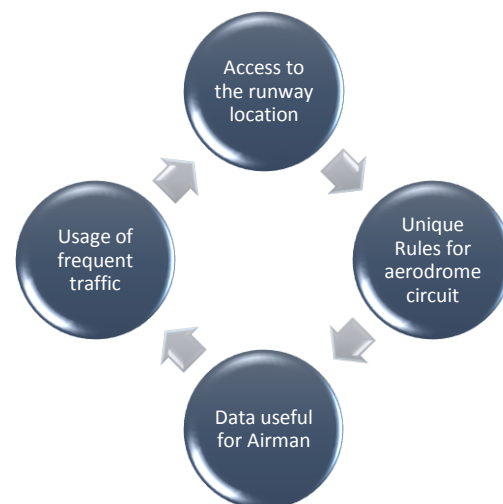 Access to
the runway
location
Unique
Rules for
aerodrome
circuit
Data useful
for Airman
Usage of
frequent
traffic